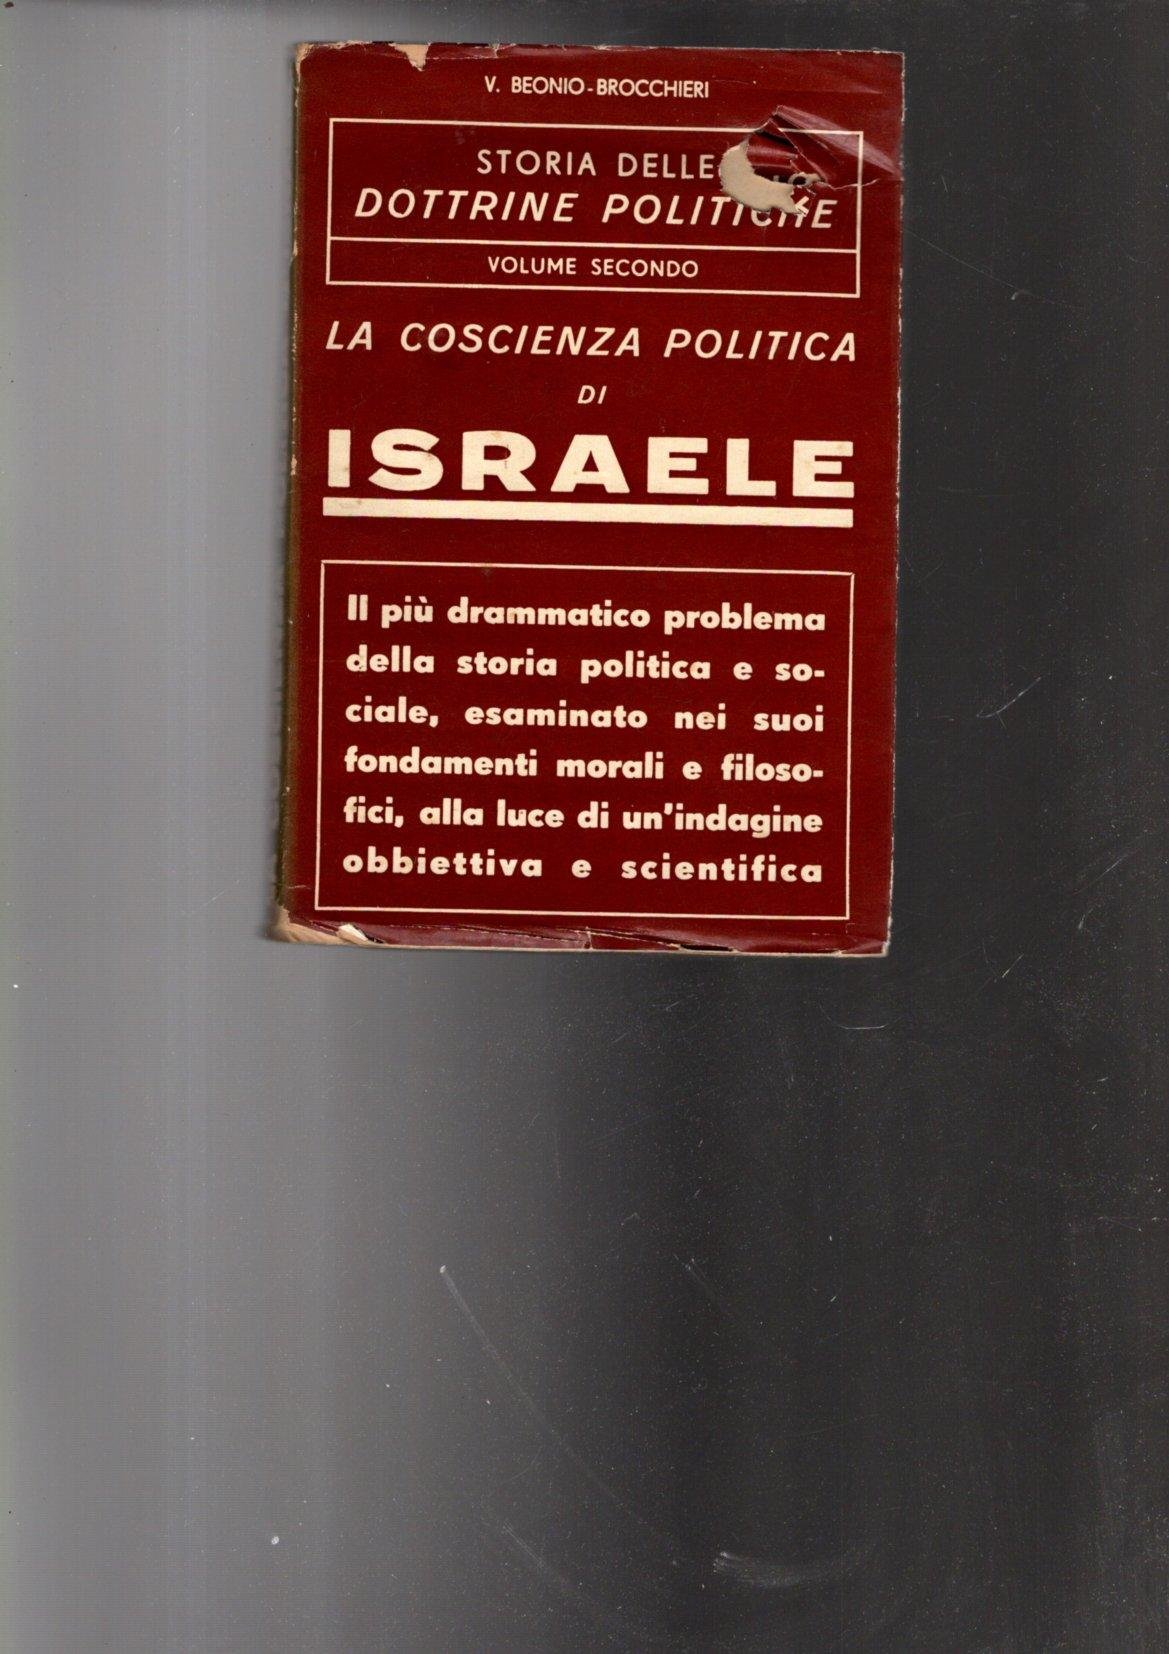 V. BEONIO-BROCCHIERI
STORIA DELLE
DOTTRINE POLITICHE
VOLUME SECONDO
LA COSCIENZA POLITICA
DI
ISRAELE
Il più drammatico problema
della storia politica e so-
ciale, esaminato nei suoi
fondamenti morali e filoso-
fici, alla luce di un'indagine
obbiettiva e scientifica